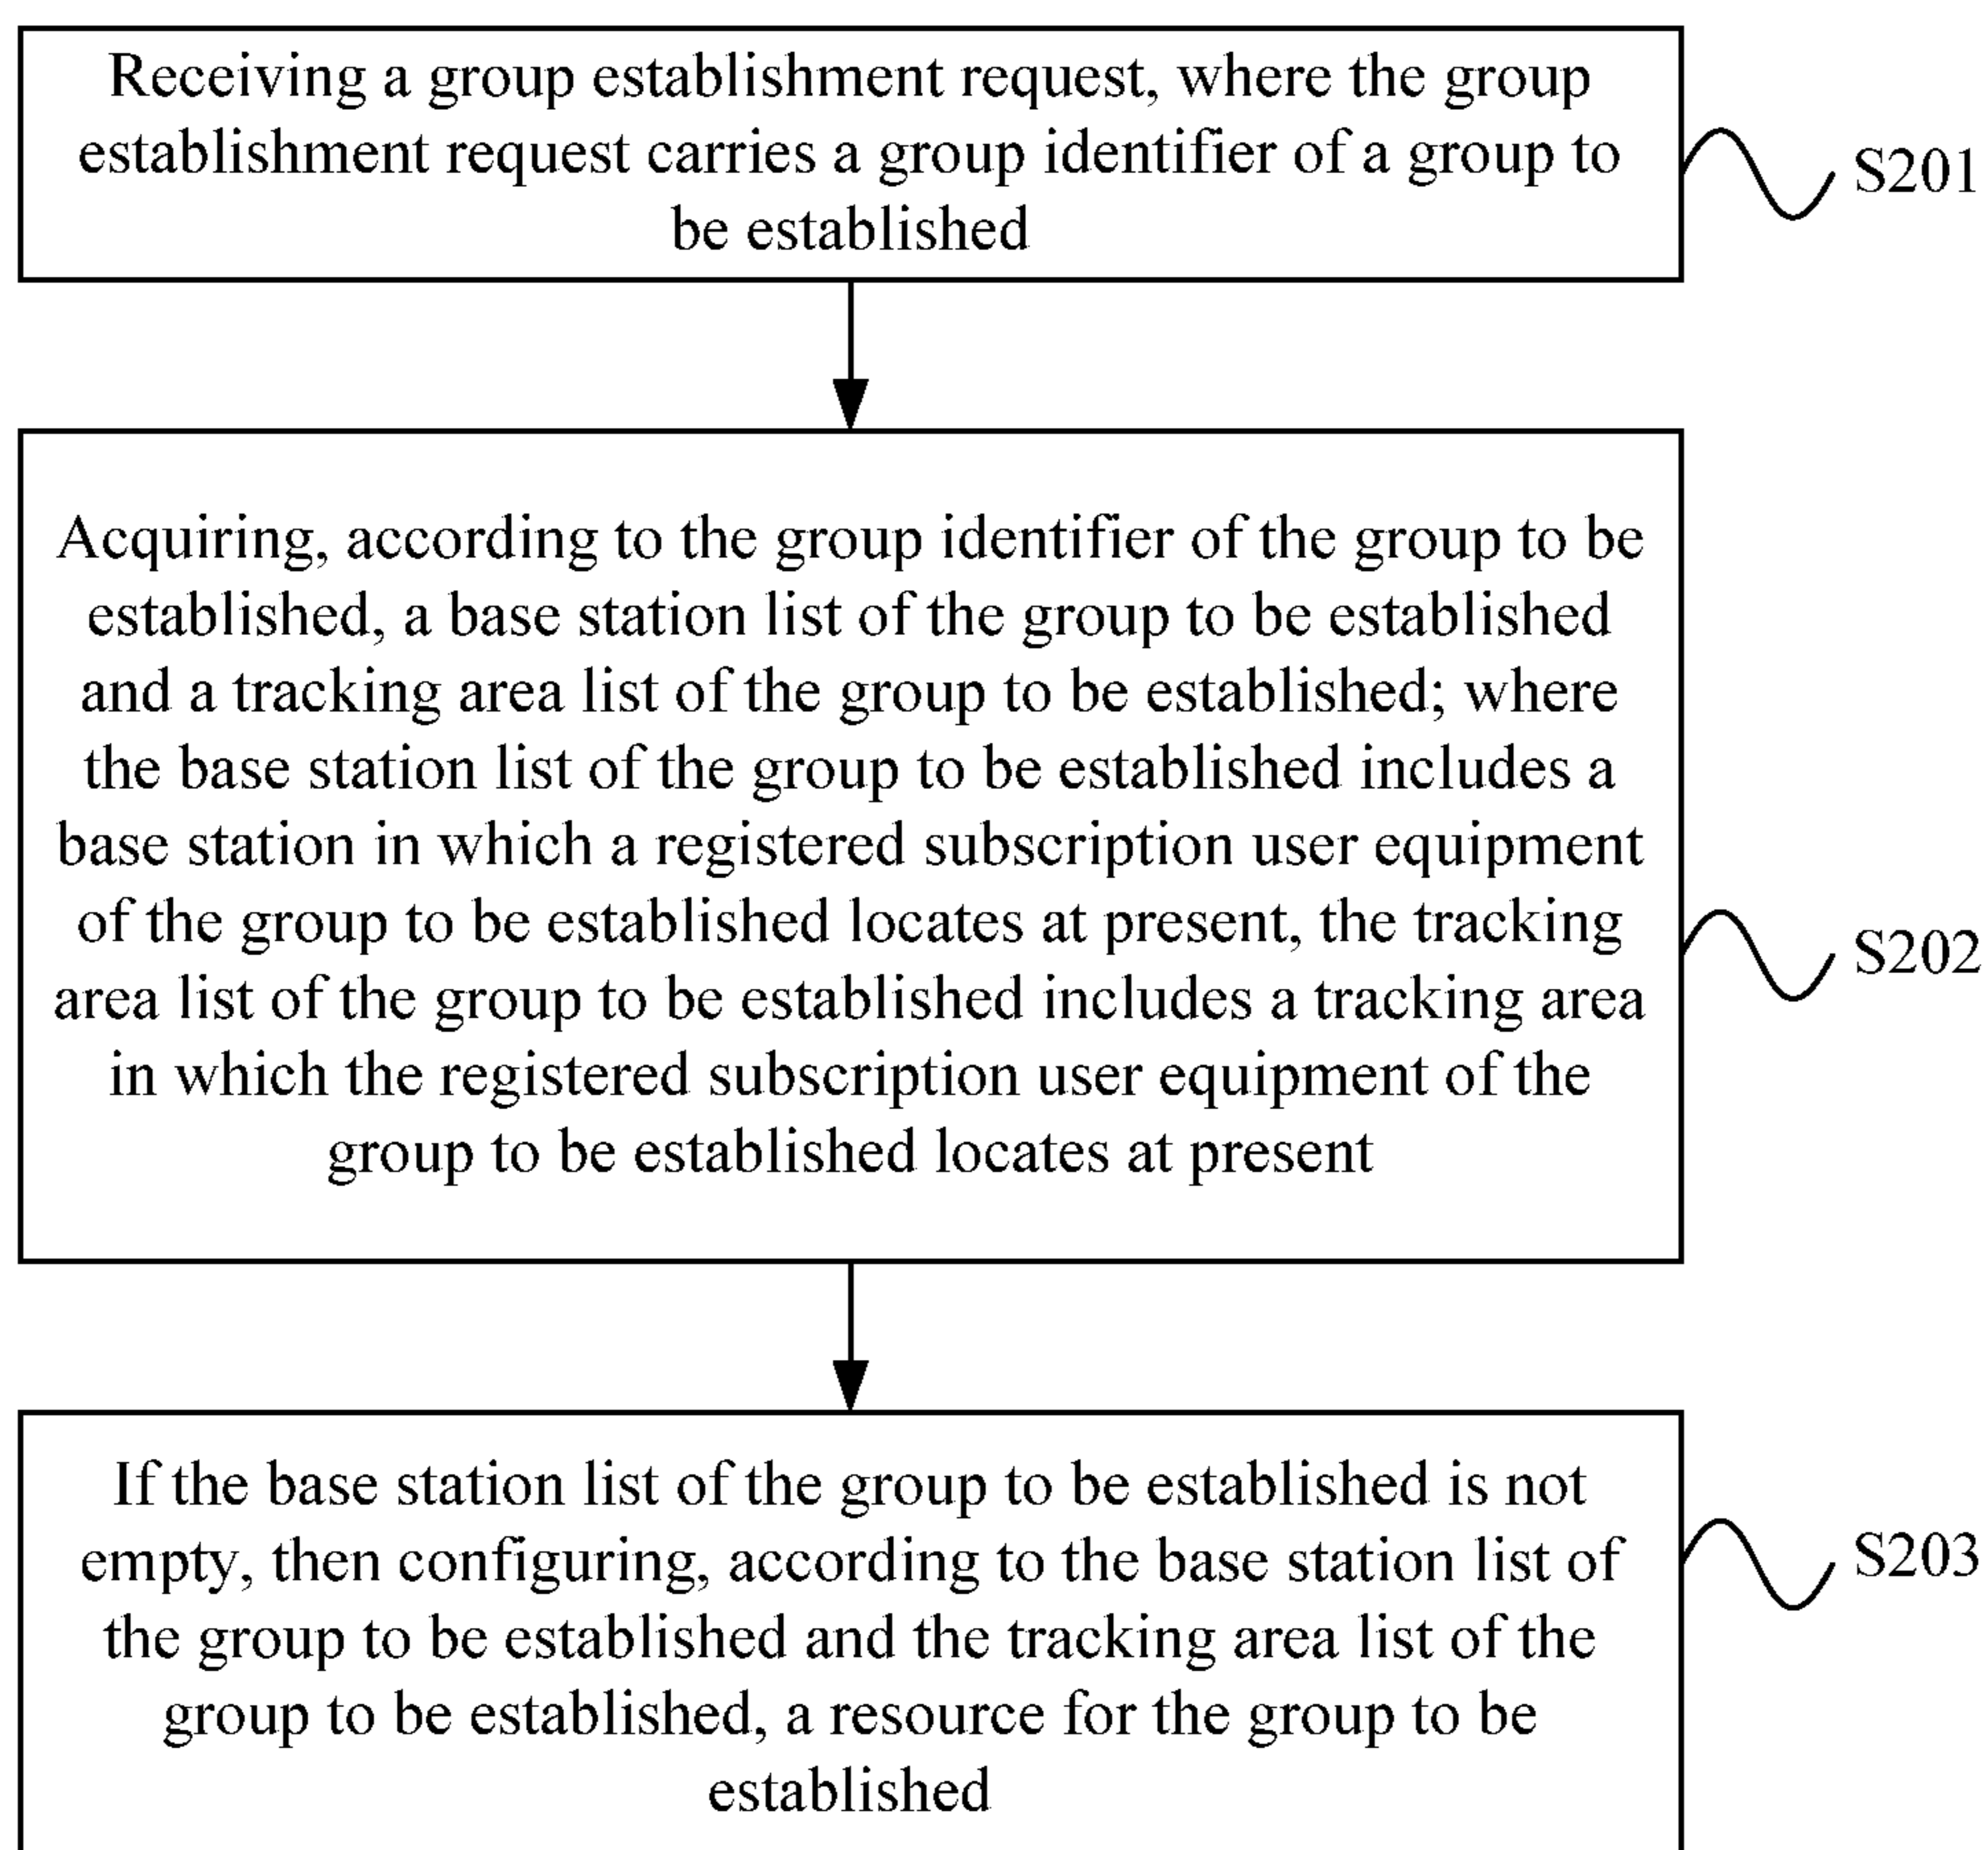 Receiving a group establishment request, where the group
establishment request carries a group identifier of a group to
be established
S201
Acquiring, according to the group identifier of the group to be
established, a base station list of the group to be established
and a tracking area list of the group to be established; where
the base station list of the group to be established includes a
base station in which a registered subscription user equipment
of the group to be established locates at present, the tracking
area list of the group to be established includes a tracking area
in which the registered subscription user equipment of the
group to be established locates at present
S202
If the base station list of the group to be established is not
empty, then configuring, according to the base station list of
the group to be established and the tracking area list of the
group to be established, a resource for the group to be
established
S203